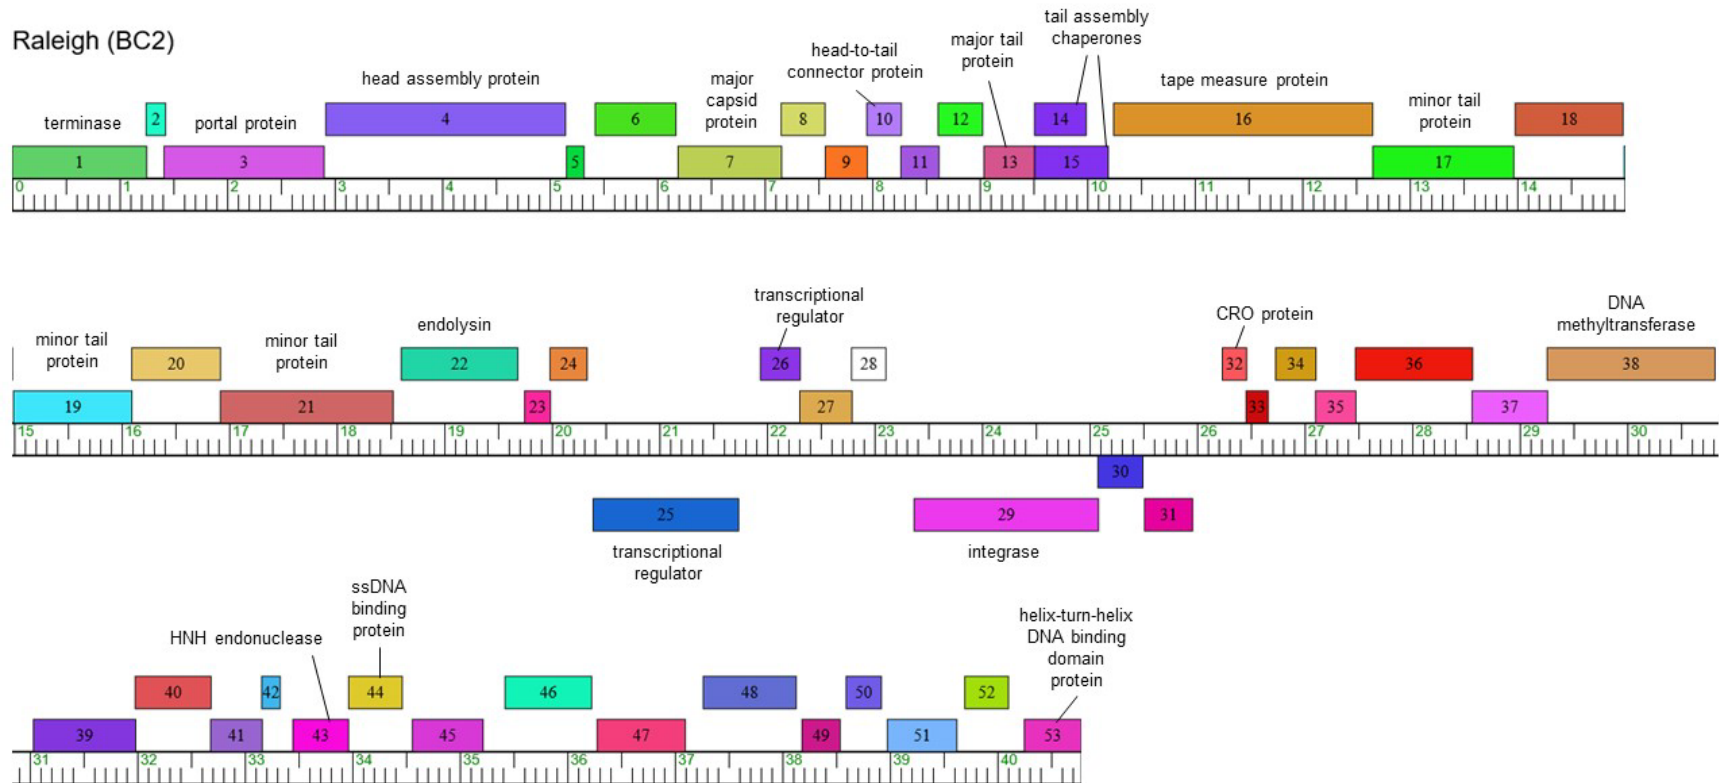 Raleigh (BC2)
terminase
portal protein
head assembly protein
major
capsid
protein
head-to-tail
connector protein
major tail
protein
tail assembly
chaperones
tape measure protein
minor tail
protein
2 4 6 8 10 12 14 16 18
1 3 5 7 9 11 13 15 17
0 1 2 3 4 5 6 7 8 9 10 11 12 13 14
minor tail
protein
minor tail
protein
endolysin
transcriptional
regulator
CRO protein
DNA
methyltransferase
20 22 24 26 28 32 34 36 38
19 21 23 27 33 35 37
15 16 17 18 19 20 21 22 23 24 25 26 27 28 29 30
30
25 29 31
transcriptional
regulator
integrase
HNH endonuclease
ssDNA
binding
protein
helix-turn-helix
DNA binding
domain
protein
40 42 44 46 48 50 52
39 41 43 45 47 49 51 53
31 32 33 34 35 36 37 38 39 40